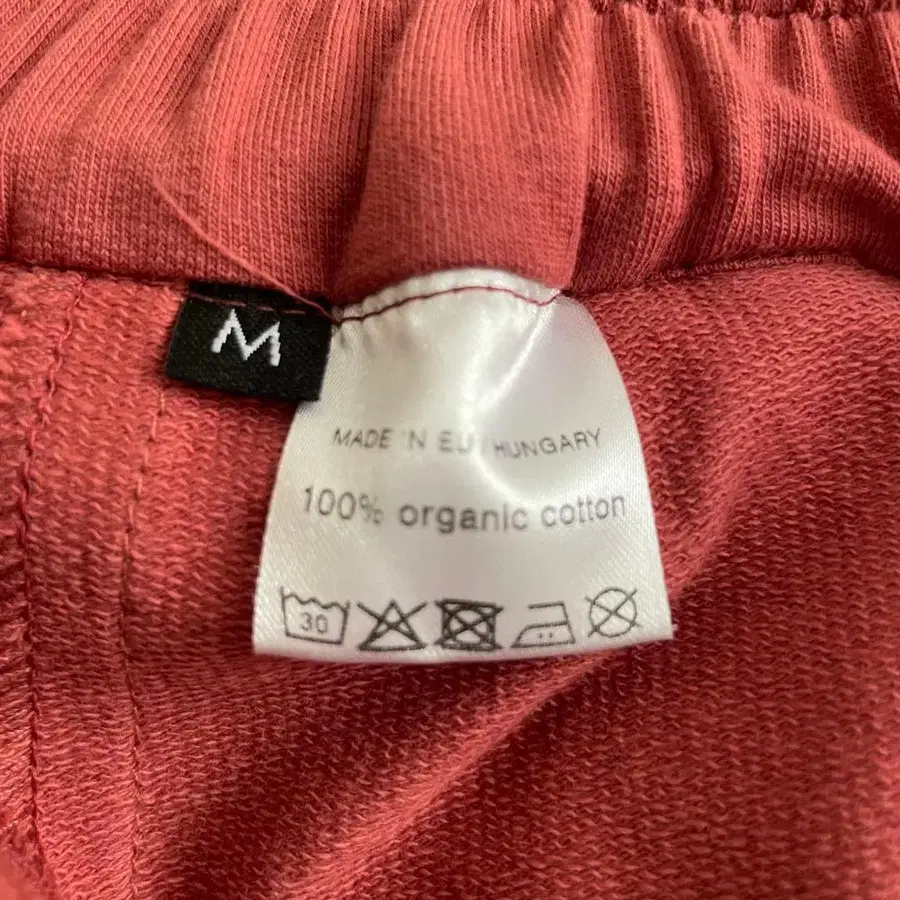 M
MADE IN EU HUNGARY
100% organic cotton
30